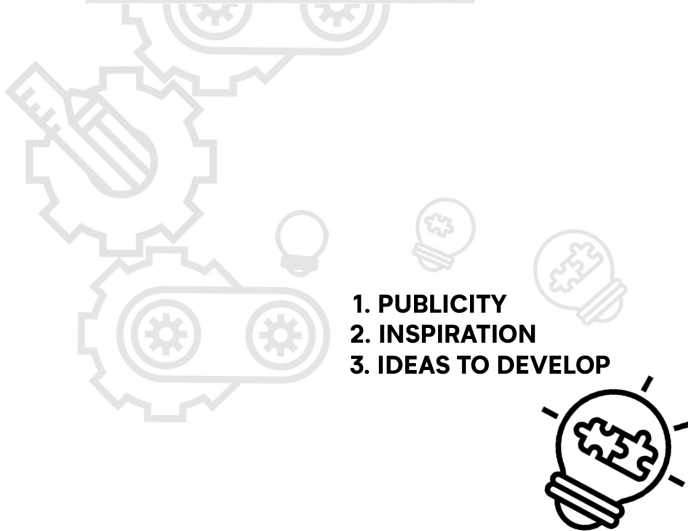 1. PUBLICITY
2. INSPIRATION
3. IDEAS TO DEVELOP